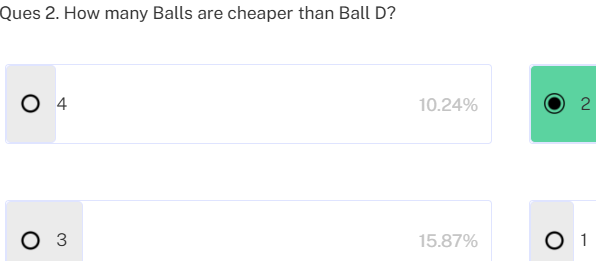 Ques 2. How many Balls are cheaper than Ball D?
4 10.24% 2
3 15.87% 1